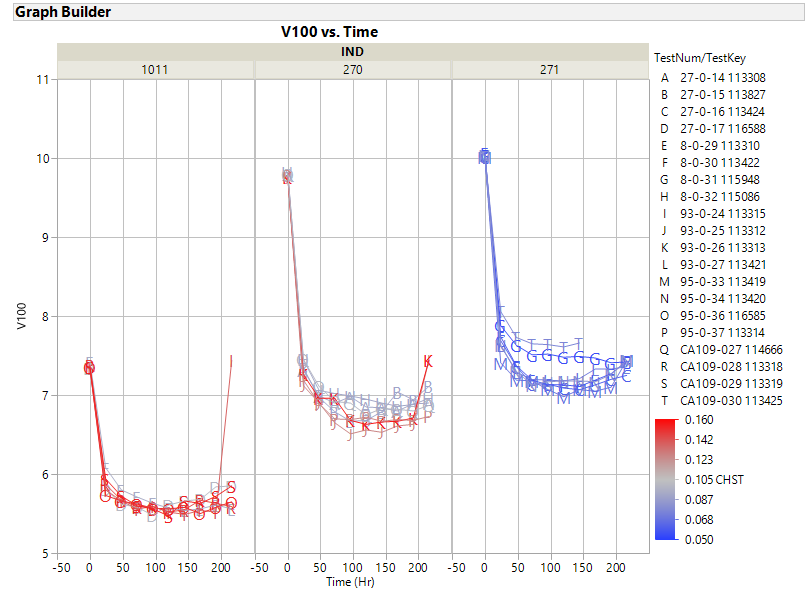 Graph Builder
V100 vs. Time
IND
1011 270 271
V100
11
10
9
8
7
6
5
-50 0 50 100 150 200 -50 0 50 100 150 200 -50 0 50 100 150 200
Time (Hr)
TestNum/TestKey
A 27-0-14 113308
B 27-0-15 113827
C 27-0-16 113424
D 27-0-17 116588
E 8-0-29 113310
F 8-0-30 113422
G 8-0-31 115948
H 8-0-32 115086
I 93-0-24 113315
J 93-0-25 113312
K 93-0-26 113313
L 93-0-27 113421
M 95-0-33 113419
N 95-0-34 113420
O 95-0-36 116585
P 95-0-37 113314
Q CA109-027 114666
R CA109-028 113318
S CA109-029 113319
T CA109-030 113425
0.160
0.142
0.123
0.105 CHST
0.087
0.068
0.050